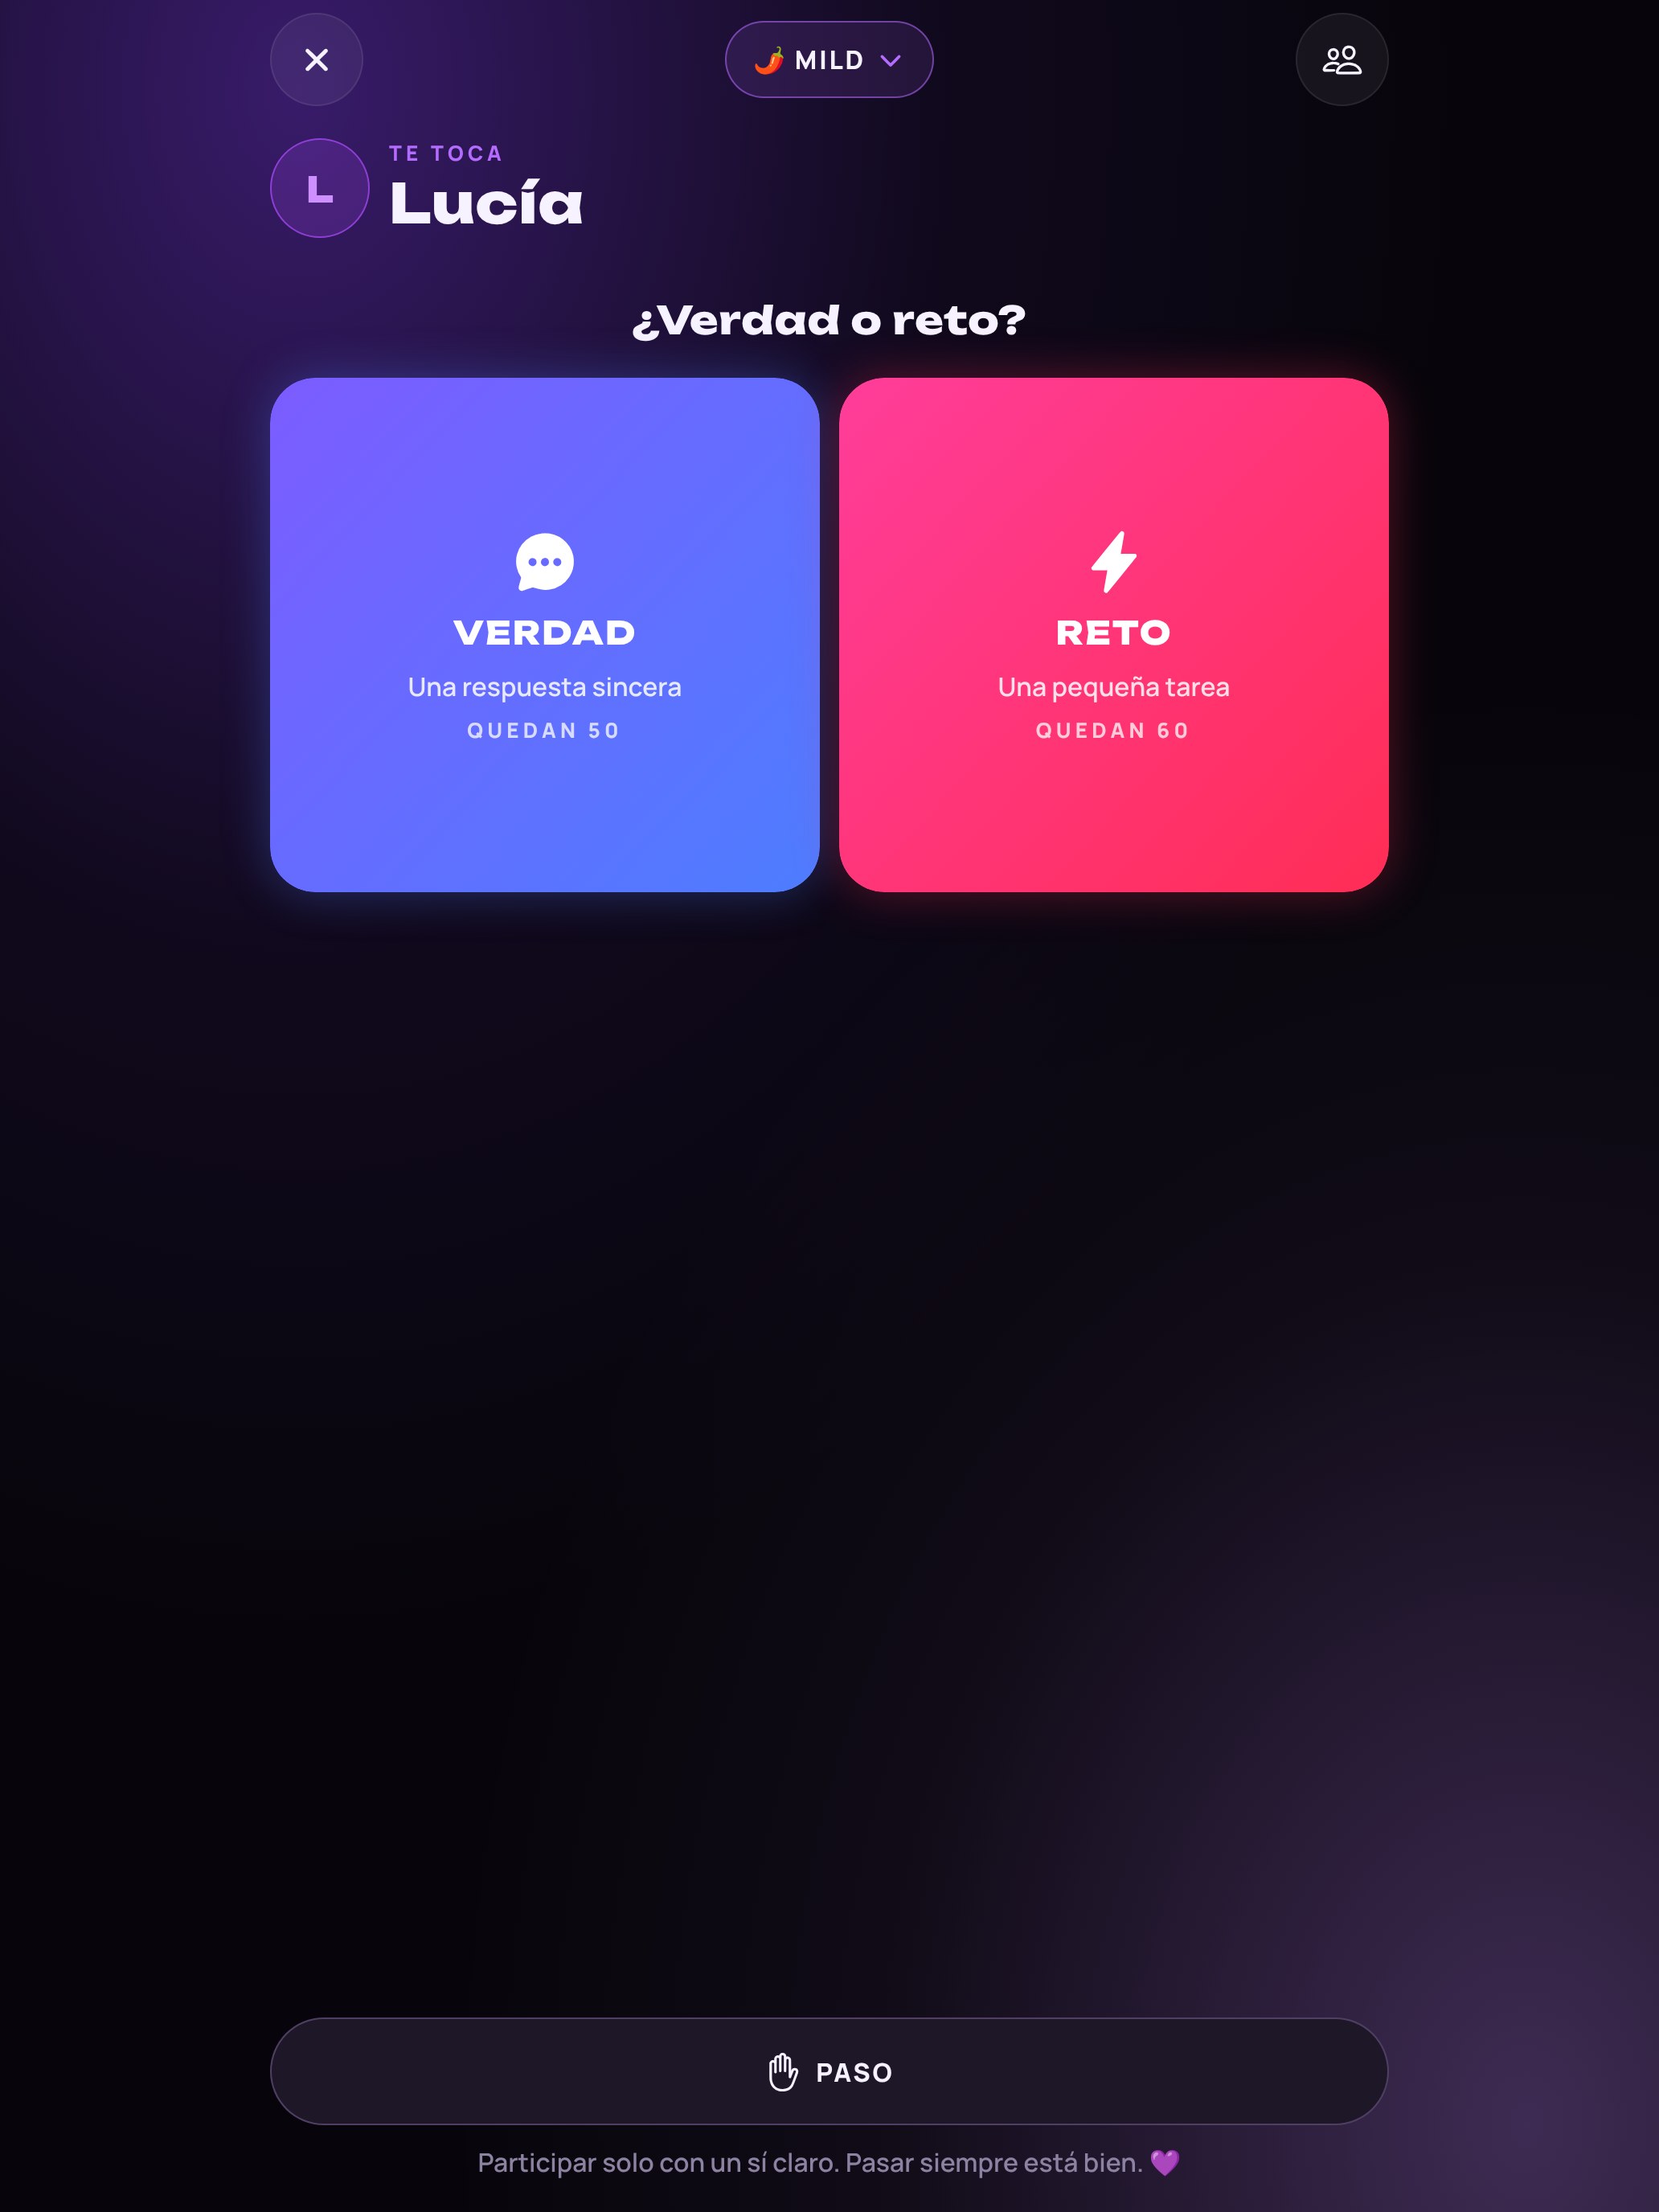 🌶️ MILD
TE TOCA
L
Lucía
¿Verdad o reto?
VERDAD
Una respuesta sincera
QUEDAN 50
RETO
Una pequeña tarea
QUEDAN 60
PASO
Participar solo con un sí claro. Pasar siempre está bien. 💜